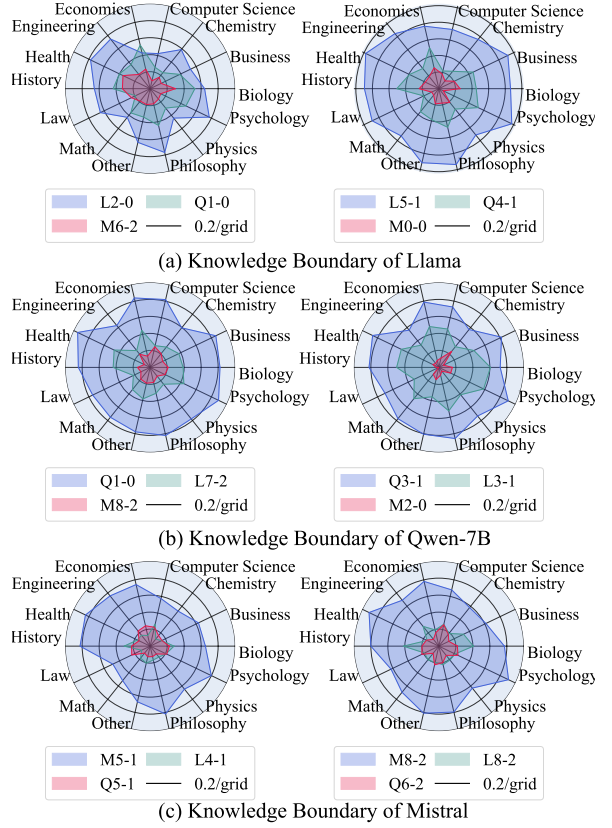 Economics Computer Science Economics Computer Science
Engineering Chemistry Engineering Chemistry
Health Business Health Business
History Biology History Biology
Law Psychology Law Psychology
Math Physics Math Physics
Other Philosophy Other Philosophy
L2-0 Q1-0 L5-1 Q4-1
M6-2 0.2/grid M0-0 0.2/grid
(a) Knowledge Boundary of Llama
Economics Computer Science Economics Computer Science
Engineering Chemistry Engineering Chemistry
Health Business Health Business
History Biology History Biology
Law Psychology Law Psychology
Math Physics Math Physics
Other Philosophy Other Philosophy
Q1-0 L7-2 Q3-1 L3-1
M8-2 0.2/grid M2-0 0.2/grid
(b) Knowledge Boundary of Qwen-7B
Economics Computer Science Economics Computer Science
Engineering Chemistry Engineering Chemistry
Health Business Health Business
History Biology History Biology
Law Psychology Law Psychology
Math Physics Math Physics
Other Philosophy Other Philosophy
M5-1 L4-1 M8-2 L8-2
Q5-1 0.2/grid Q6-2 0.2/grid
(c) Knowledge Boundary of Mistral